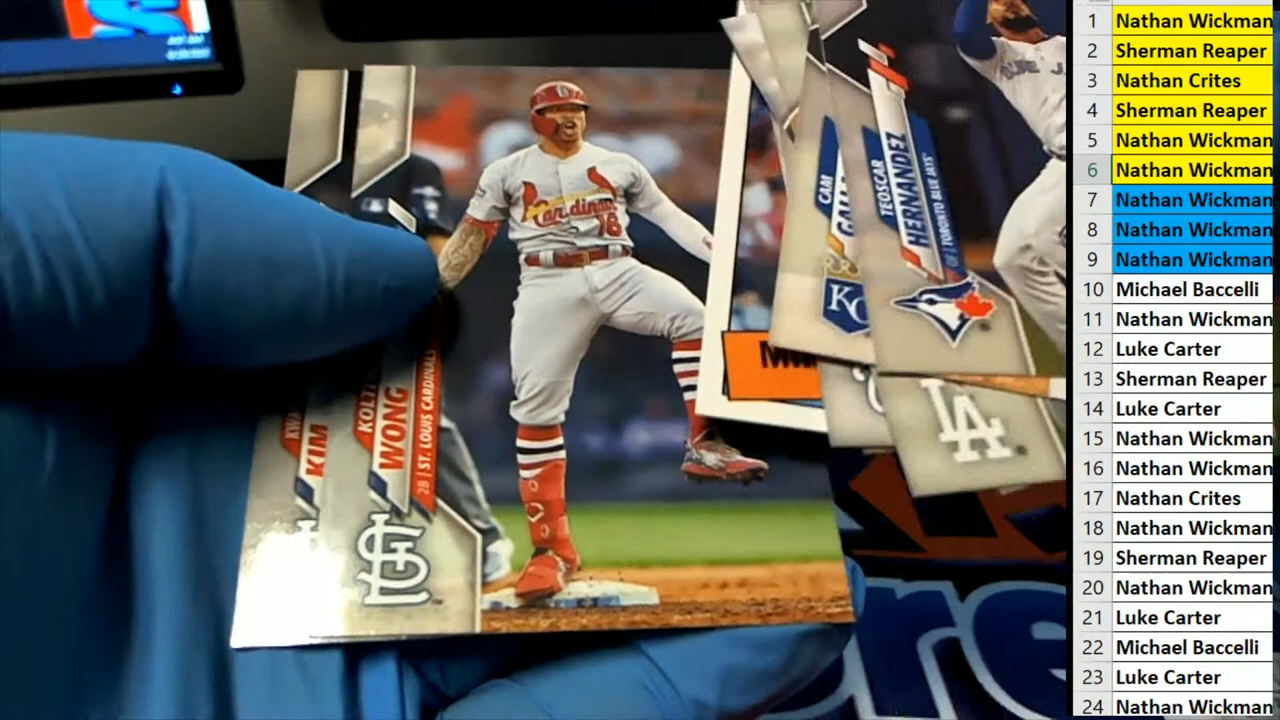 Cardinals
16
KIM
KOLTEN
WONG
2B | ST. LOUIS CARDINALS
STL
CAM
KC
TEOSCAR
HERNANDEZ
OF | TORONTO BLUE JAYS
LA
re
1 Nathan Wickman
2 Sherman Reaper
3 Nathan Crites
4 Sherman Reaper
5 Nathan Wickman
6 Nathan Wickman
7 Nathan Wickman
8 Nathan Wickman
9 Nathan Wickman
10 Michael Baccelli
11 Nathan Wickman
12 Luke Carter
13 Sherman Reaper
14 Luke Carter
15 Nathan Wickman
16 Nathan Wickman
17 Nathan Crites
18 Nathan Wickman
19 Sherman Reaper
20 Nathan Wickman
21 Luke Carter
22 Michael Baccelli
23 Luke Carter
24 Nathan Wickman